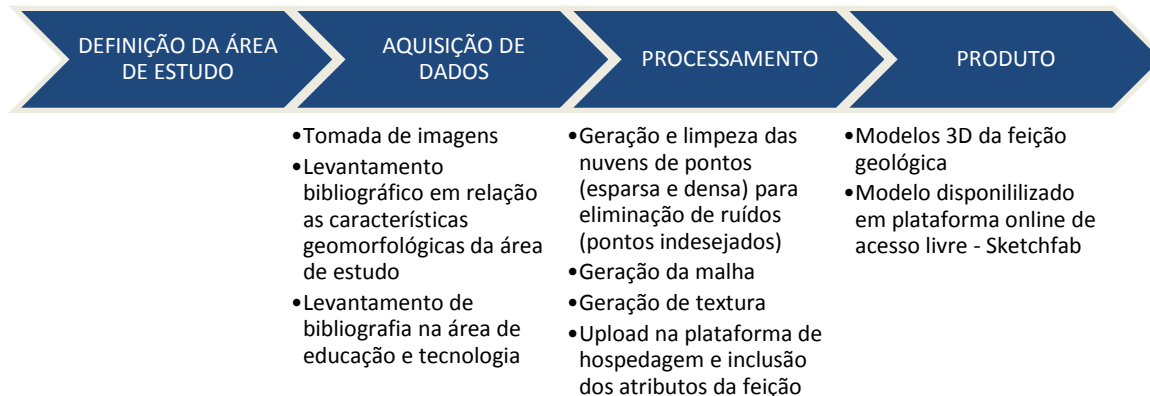 DEFINIÇÃO DA ÁREA
DE ESTUDO
AQUISIÇÃO DE
DADOS
PROCESSAMENTO
PRODUTO
•Tomada de imagens
•Levantamento
bibliográfico em relação
as características
geomorfológicas da área
de estudo
•Levantamento de
bibliografia na área de
educação e tecnologia
•Geração e limpeza das
nuvens de pontos
(esparsa e densa) para
eliminação de ruídos
(pontos indesejados)
•Geração da malha
•Geração de textura
•Upload na plataforma de
hospedagem e inclusão
dos atributos da feição
•Modelos 3D da feição
geológica
•Modelo disponililizado
em plataforma online de
acesso livre - Sketchfab